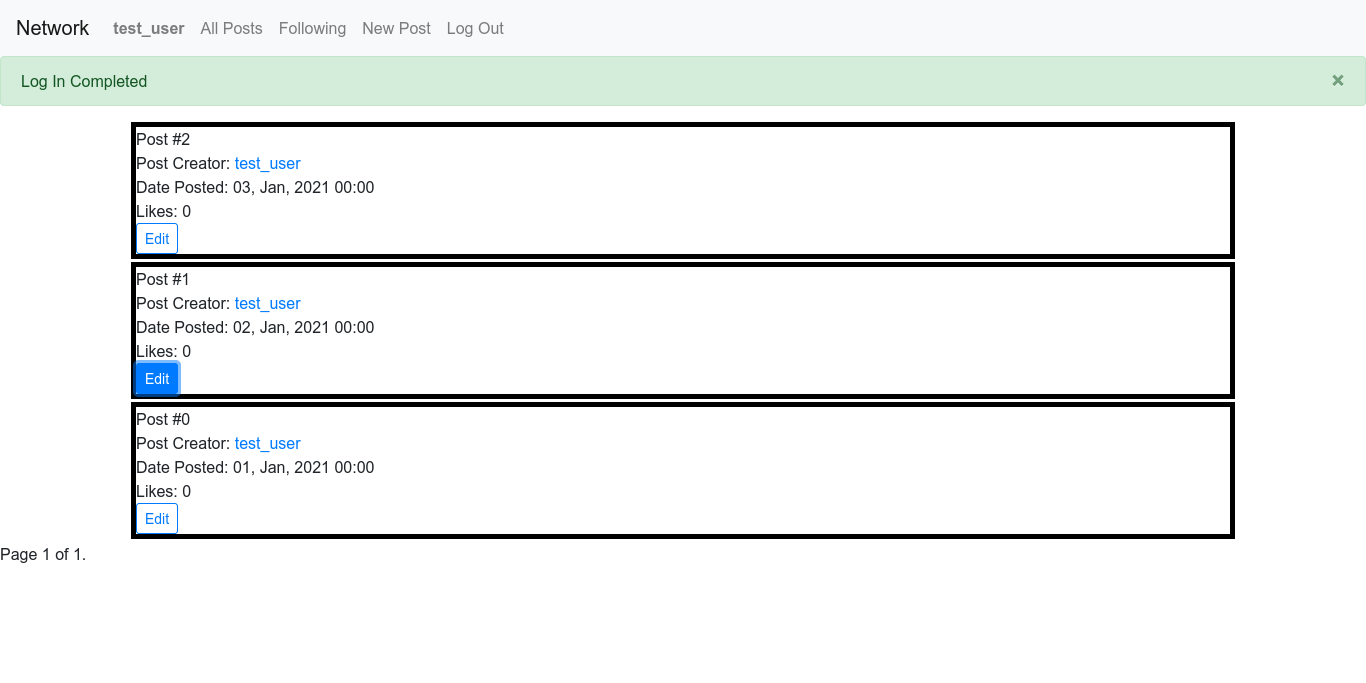 Network test_user All Posts Following New Post Log Out
Log In Completed ×
Post #2
Post Creator: test_user
Date Posted: 03, Jan, 2021 00:00
Likes: 0
Edit
Post #1
Post Creator: test_user
Date Posted: 02, Jan, 2021 00:00
Likes: 0
Edit
Post #0
Post Creator: test_user
Date Posted: 01, Jan, 2021 00:00
Likes: 0
Edit
Page 1 of 1.